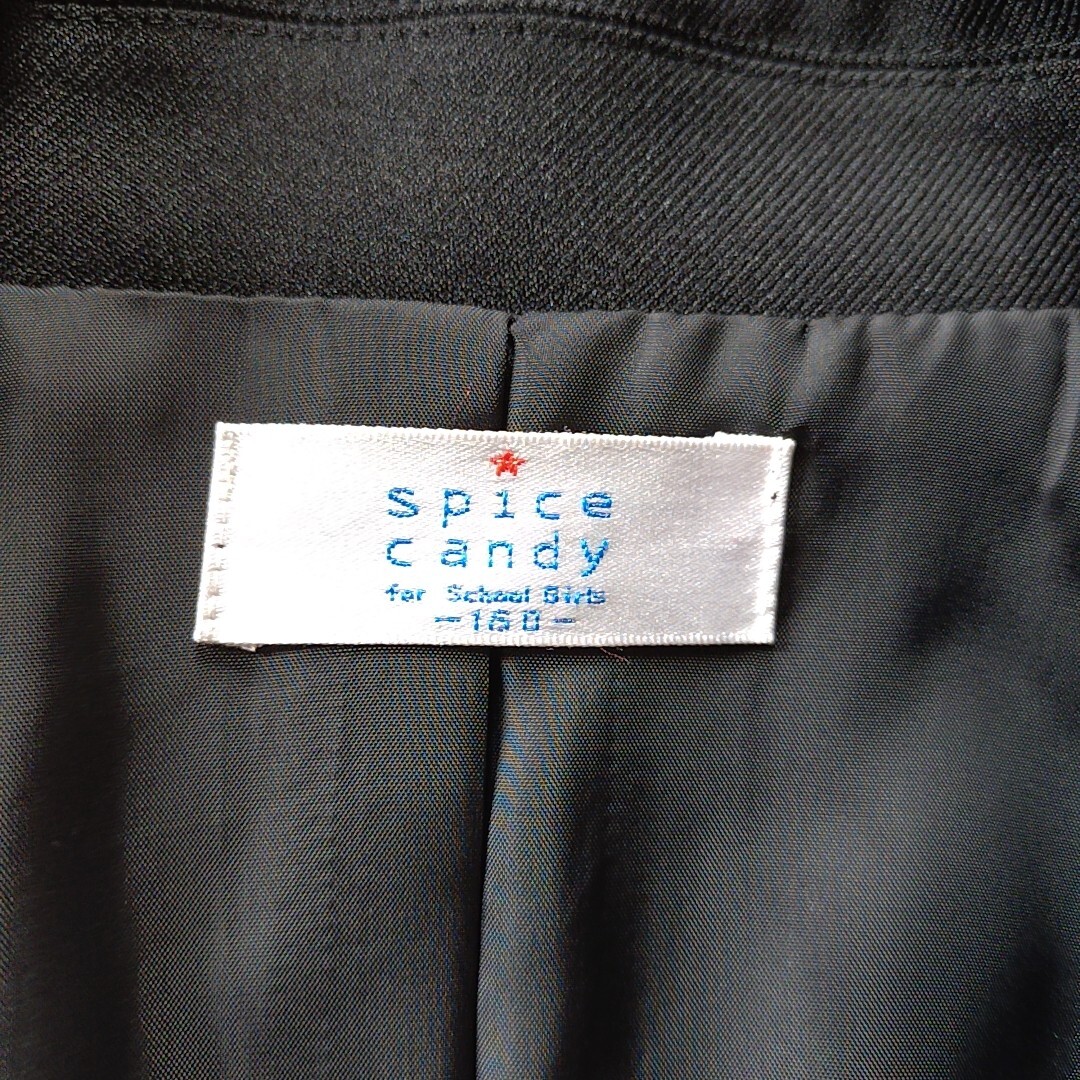 spice
candy
for School Girls
-160-